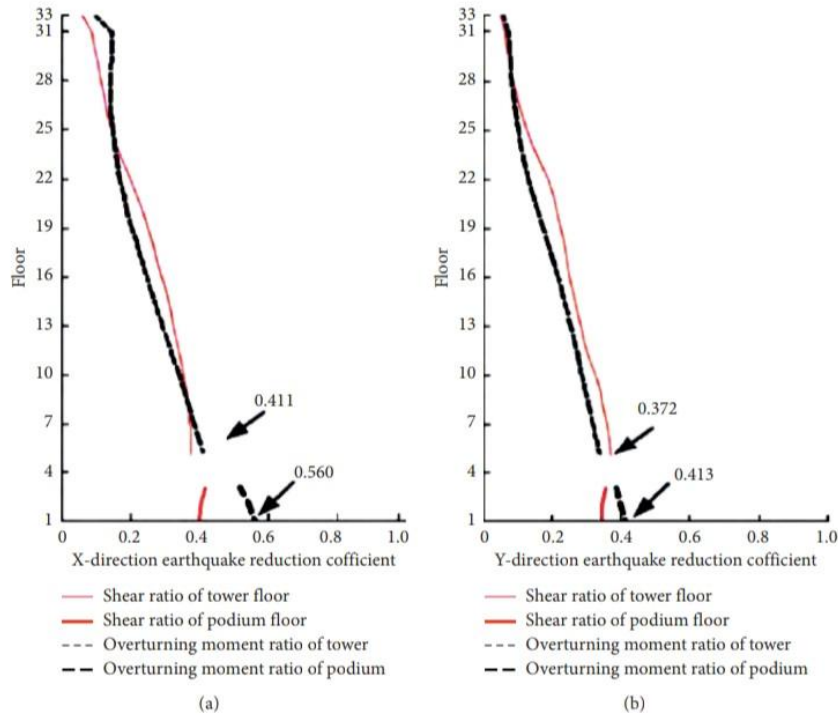 33
31
28
25
22
19
16
13
10
7
4
1
Floor
0.411
0.560
0 0.2 0.4 0.6 0.8 1.0
X-direction earthquake reduction cofficient
Shear ratio of tower floor
Shear ratio of podium floor
Overturning moment ratio of tower
Overturning moment ratio of podium
(a)
33
31
28
25
22
19
16
13
10
7
4
1
Floor
0.372
0.413
0 0.2 0.4 0.6 0.8 1.0
Y-direction earthquake reduction cofficient
Shear ratio of tower floor
Shear ratio of podium floor
Overturning moment ratio of tower
Overturning moment ratio of podium
(b)